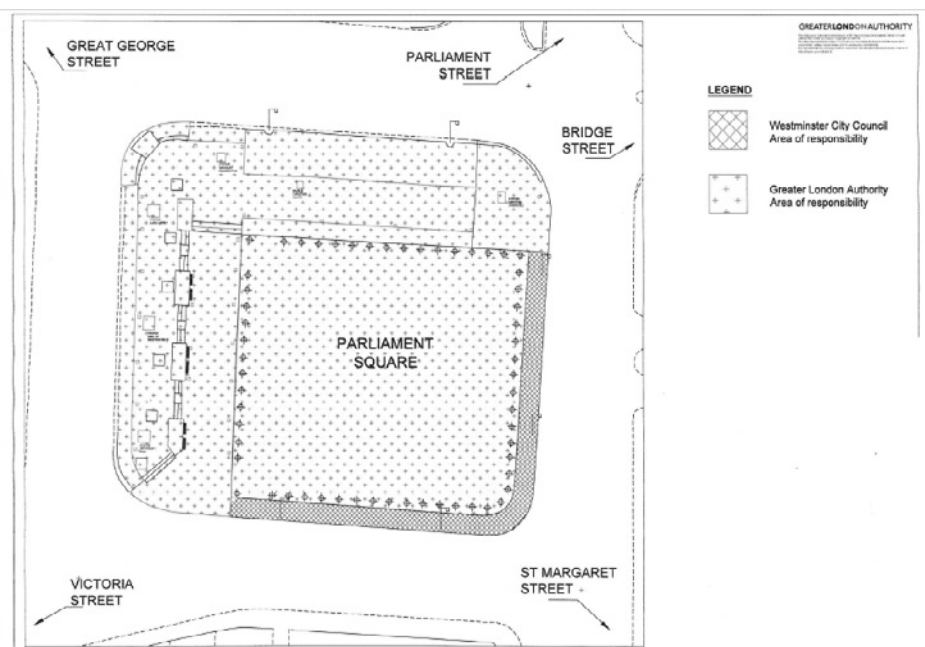 GREATERLONDONAUTHORITY
GREAT GEORGE
STREET
PARLIAMENT
STREET
BRIDGE
STREET
LEGEND
Westminster City Council
Area of responsibility
Greater London Authority
Area of responsibility
PARLIAMENT
SQUARE
VICTORIA
STREET
ST MARGARET
STREET